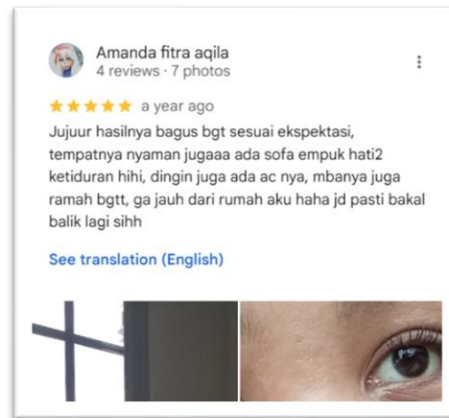 Amanda fitra aqila
4 reviews · 7 photos
a year ago
Jujuur hasilnya bagus bgt sesuai ekspektasi,
tempatnya nyaman jugaaa ada sofa empuk hati2
ketiduran hihi, dingin juga ada ac nya, mbanya juga
ramah bgtt, ga jauh dari rumah aku haha jd pasti bakal
balik lagi sihh
See translation (English)